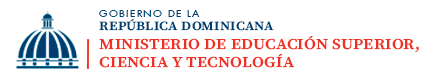 GOBIERNO DE LA
REPÚBLICA DOMINICANA
MINISTERIO DE EDUCACIÓN SUPERIOR,
CIENCIA Y TECNOLOGÍA